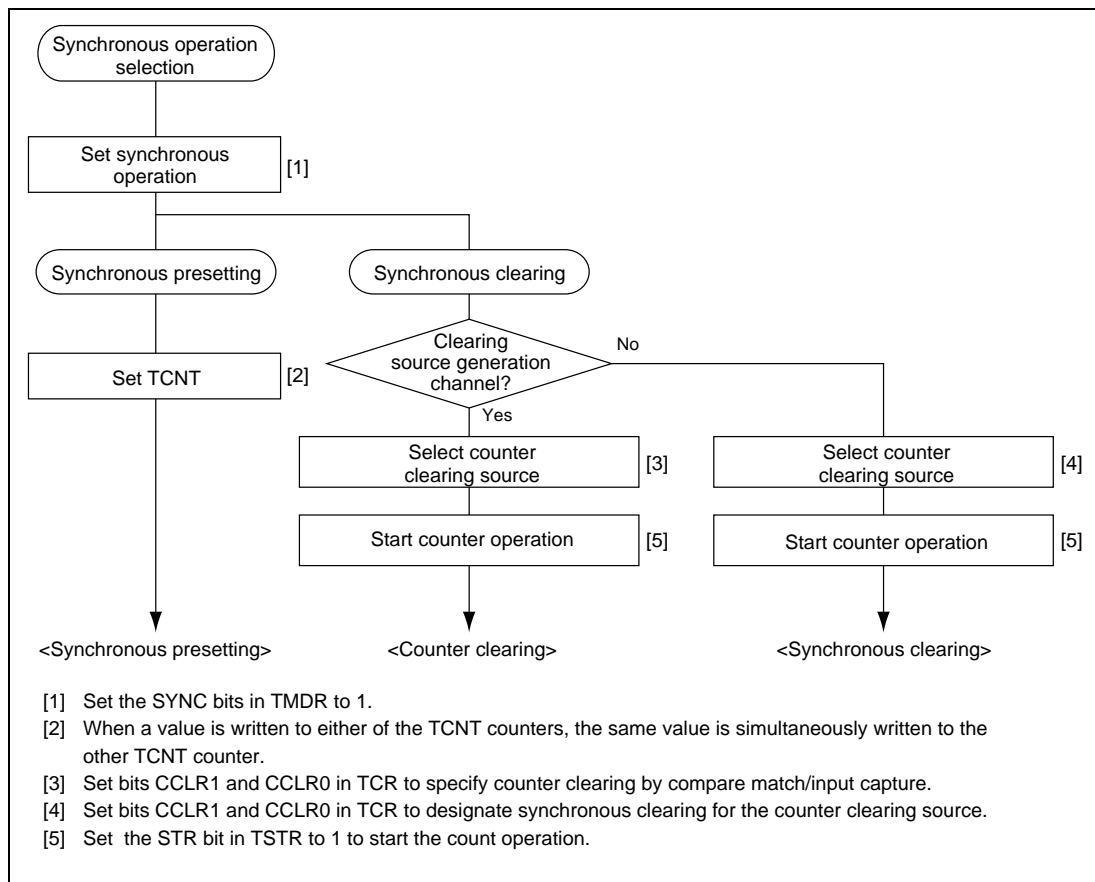 Synchronous operation
selection
Set synchronous
operation
[1]
Synchronous presetting
Synchronous clearing
Clearing
source generation
channel?
No
Yes
Set TCNT
[2]
Select counter
clearing source
[3]
Select counter
clearing source
[4]
Start counter operation
[5]
Start counter operation
[5]
<Synchronous presetting>
<Counter clearing>
<Synchronous clearing>
[1] Set the SYNC bits in TMDR to 1.
[2] When a value is written to either of the TCNT counters, the same value is simultaneously written to the
other TCNT counter.
[3] Set bits CCLR1 and CCLR0 in TCR to specify counter clearing by compare match/input capture.
[4] Set bits CCLR1 and CCLR0 in TCR to designate synchronous clearing for the counter clearing source.
[5] Set the STR bit in TSTR to 1 to start the count operation.